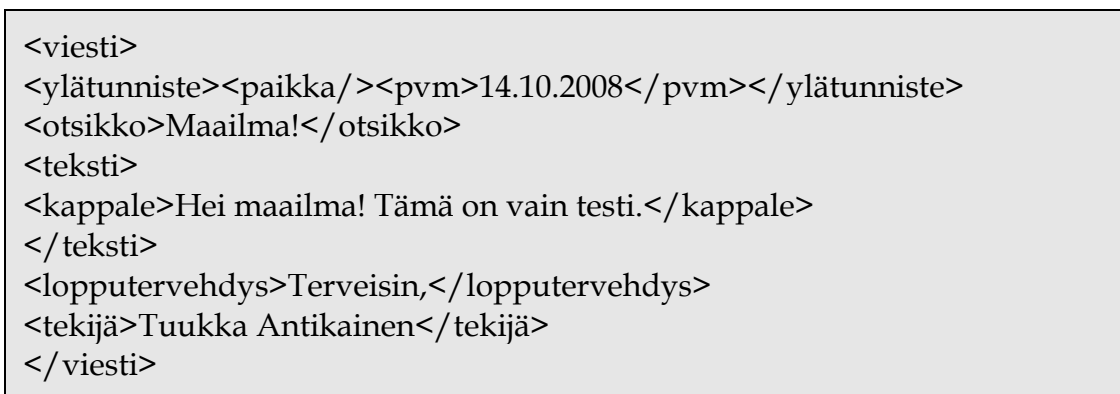 <viesti>
<ylätunniste><paikka/><pvm>14.10.2008</pvm></ylätunniste>
<otsikko>Maailma!</otsikko>
<teksti>
<kappale>Hei maailma! Tämä on vain testi.</kappale>
</teksti>
<lopputervehdys>Terveisin,</lopputervehdys>
<tekijä>Tuukka Antikainen</tekijä>
</viesti>